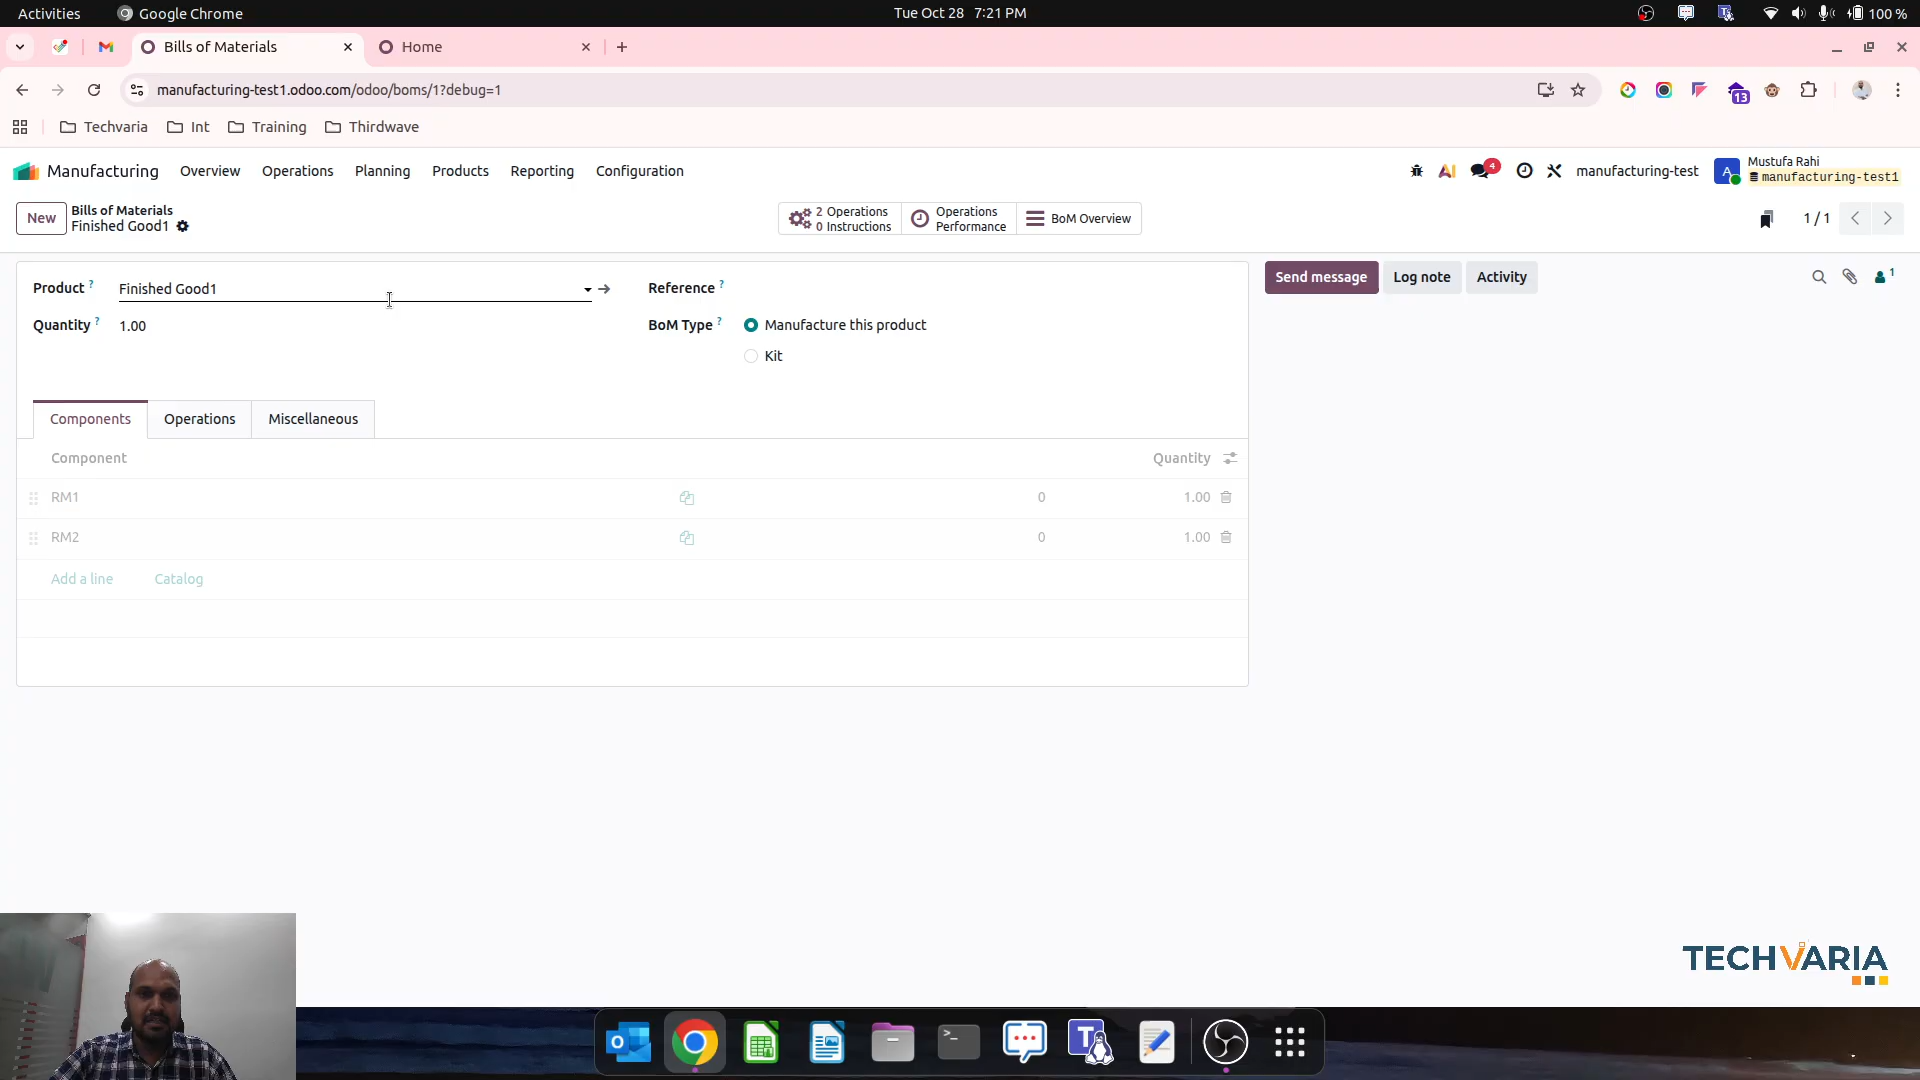 Activities
Google Chrome
Tue Oct 28 7:21 PM
100 %
Bills of Materials
Home
manufacturing-test1.odoo.com/odoo/boms/1?debug=1
13
Techvaria
Int
Training
Thirdwave
Manufacturing
Overview
Operations
Planning
Products
Reporting
Configuration
AI
4
manufacturing-test
A
Mustufa Rahi
manufacturing-test1
New
Bills of Materials
Finished Good1
2 Operations
0 Instructions
Operations
Performance
BoM Overview
1 / 1
Product ?
Finished Good1
Reference ?
Quantity ?
1.00
BoM Type ?
Manufacture this product
Kit
Send message
Log note
Activity
1
Components
Operations
Miscellaneous
Component
Quantity
RM1
0
1.00
RM2
0
1.00
Add a line
Catalog
TECHVARIA